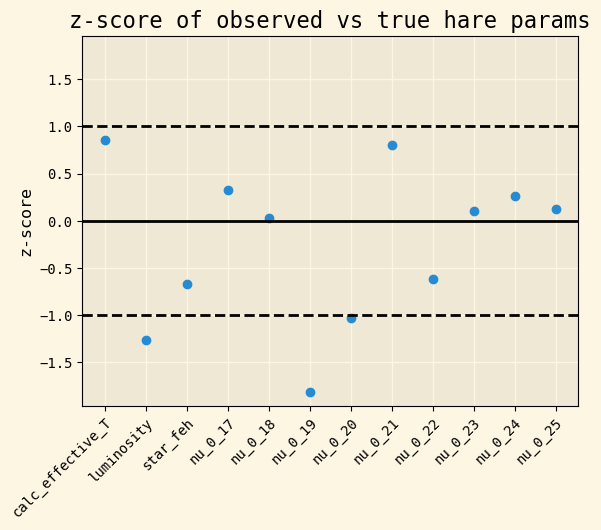 z-score of observed vs true hare params
z-score
1.5
1.0
0.5
0.0
−0.5
−1.0
−1.5
calc_effective_T
luminosity
star_feh
nu_0_17
nu_0_18
nu_0_19
nu_0_20
nu_0_21
nu_0_22
nu_0_23
nu_0_24
nu_0_25